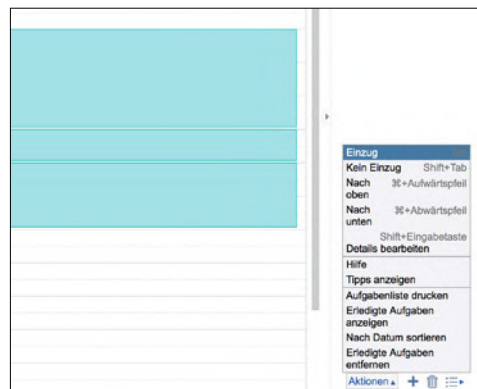 Einzug
Kein Einzug Shift+Tab
Nach ⌘+Aufwärtspfeil
oben
Nach ⌘+Abwärtspfeil
unten
Shift+Eingabetaste
Details bearbeiten
Hilfe
Tipps anzeigen
Aufgabenliste drucken
Erledigte Aufgaben
anzeigen
Nach Datum sortieren
Erledigte Aufgaben
entfernen
Aktionen